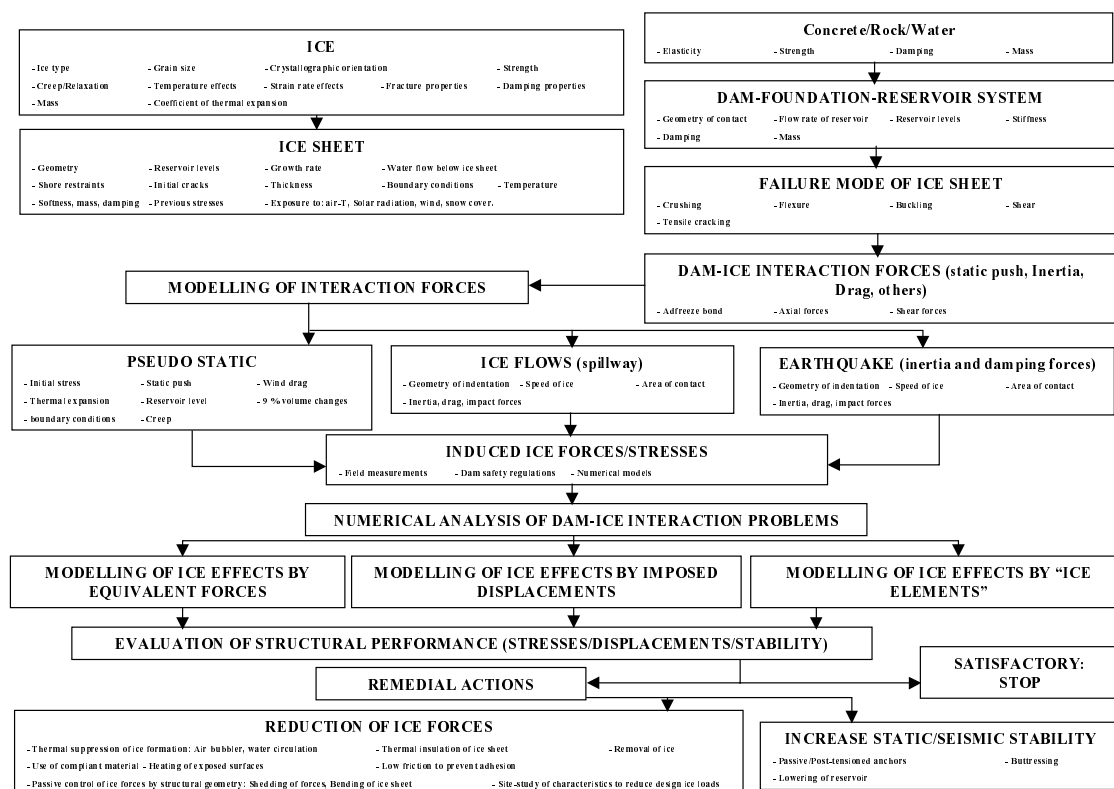 ICE
- Ice type - Grain size - Crystallographic orientation - Strength
- Creep/Relaxation - Temperature effects - Strain rate effects - Fracture properties - Damping properties
- Mass - Coefficient of thermal expansion
ICE SHEET
- Geometry - Reservoir levels - Growth rate - Water flow below ice sheet
- Shore restraints - Initial cracks - Thickness - Boundary conditions - Temperature
- Softness, mass, damping - Previous stresses - Exposure to: air-T, Solar radiation, wind, snow cover.
Concrete/Rock/Water
- Elasticity - Strength - Damping - Mass
DAM-FOUNDATION-RESERVOIR SYSTEM
- Geometry of contact - Flow rate of reservoir - Reservoir levels - Stiffness
- Damping - Mass
FAILURE MODE OF ICE SHEET
- Crushing - Flexure - Buckling - Shear
- Tensile cracking
DAM-ICE INTERACTION FORCES (static push, Inertia,
Drag, others)
- Adfreeze bond - Axial forces - Shear forces
MODELLING OF INTERACTION FORCES
PSEUDO STATIC
- Initial stress - Static push - Wind drag
- Thermal expansion - Reservoir level - 9 % volume changes
- boundary conditions - Creep
ICE FLOWS (spillway)
- Geometry of indentation - Speed of ice - Area of contact
- Inertia, drag, impact forces
EARTHQUAKE (inertia and damping forces)
- Geometry of indentation - Speed of ice - Area of contact
- Inertia, drag, impact forces
INDUCED ICE FORCES/STRESSES
- Field measurements - Dam safety regulations - Numerical models
NUMERICAL ANALYSIS OF DAM-ICE INTERACTION PROBLEMS
MODELLING OF ICE EFFECTS BY
EQUIVALENT FORCES
MODELLING OF ICE EFFECTS BY IMPOSED
DISPLACEMENTS
MODELLING OF ICE EFFECTS BY “ICE
ELEMENTS”
EVALUATION OF STRUCTURAL PERFORMANCE (STRESSES/DISPLACEMENTS/STABILITY)
REMEDIAL ACTIONS
SATISFACTORY:
STOP
REDUCTION OF ICE FORCES
- Thermal suppression of ice formation: Air bubbler, water circulation - Thermal insulation of ice sheet - Removal of ice
- Use of compliant material - Heating of exposed surfaces - Low friction to prevent adhesion
- Passive control of ice forces by structural geometry: Shedding of forces, Bending of ice sheet - Site-study of characteristics to reduce design ice loads
INCREASE STATIC/SEISMIC STABILITY
- Passive/Post-tensioned anchors - Buttressing
- Lowering of reservoir